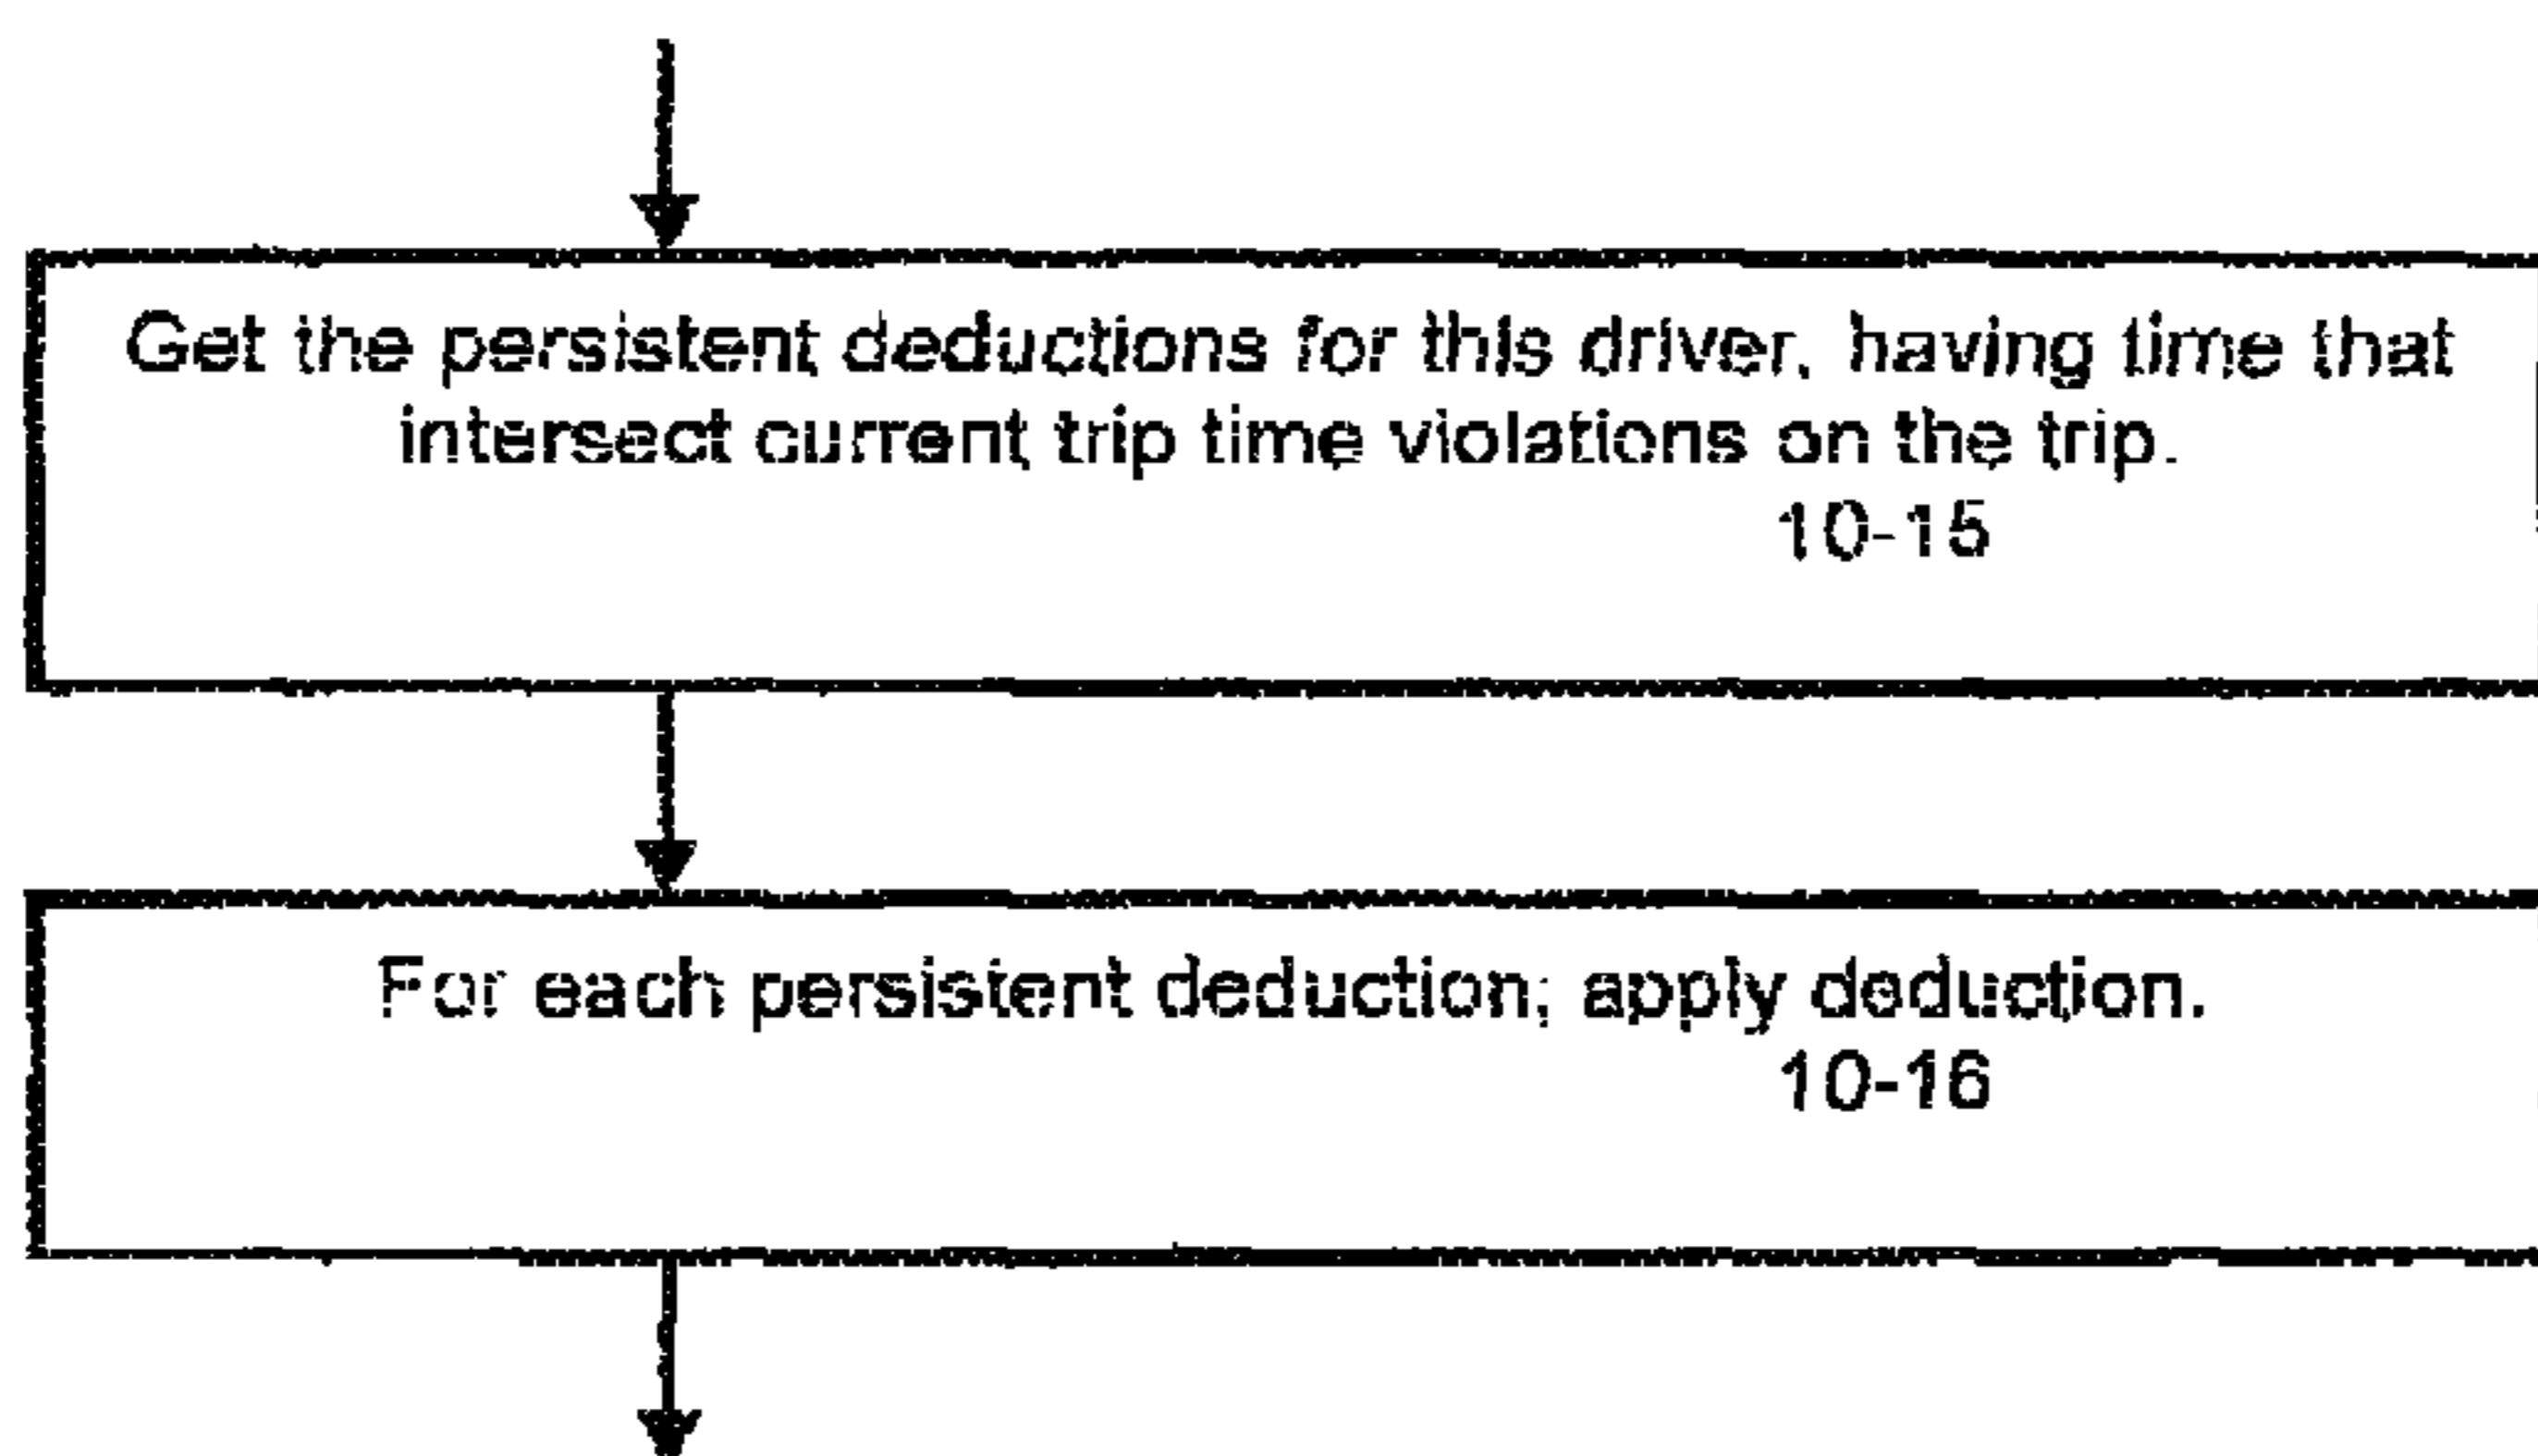 Get the persistent deductions for this driver, having time that
intersect current trip time violations on the trip.
10-15
For each persistent deduction; apply deduction.
10-16